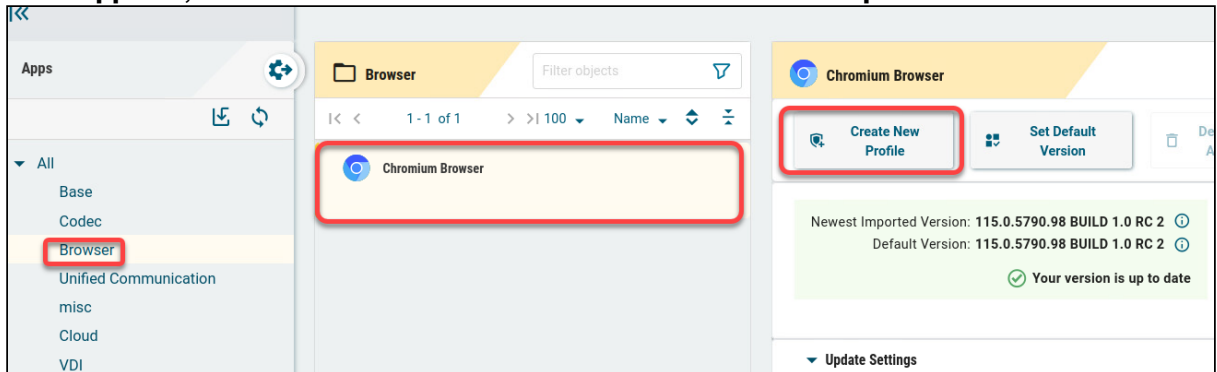 Apps
All
Base
Codec
Browser
Unified Communication
misc
Cloud
VDI
Browser
Filter objects
1 - 1 of 1
100
Name
Chromium Browser
Chromium Browser
Create New
Profile
Set Default
Version
Newest Imported Version: 115.0.5790.98 BUILD 1.0 RC 2
Default Version: 115.0.5790.98 BUILD 1.0 RC 2
Your version is up to date
Update Settings